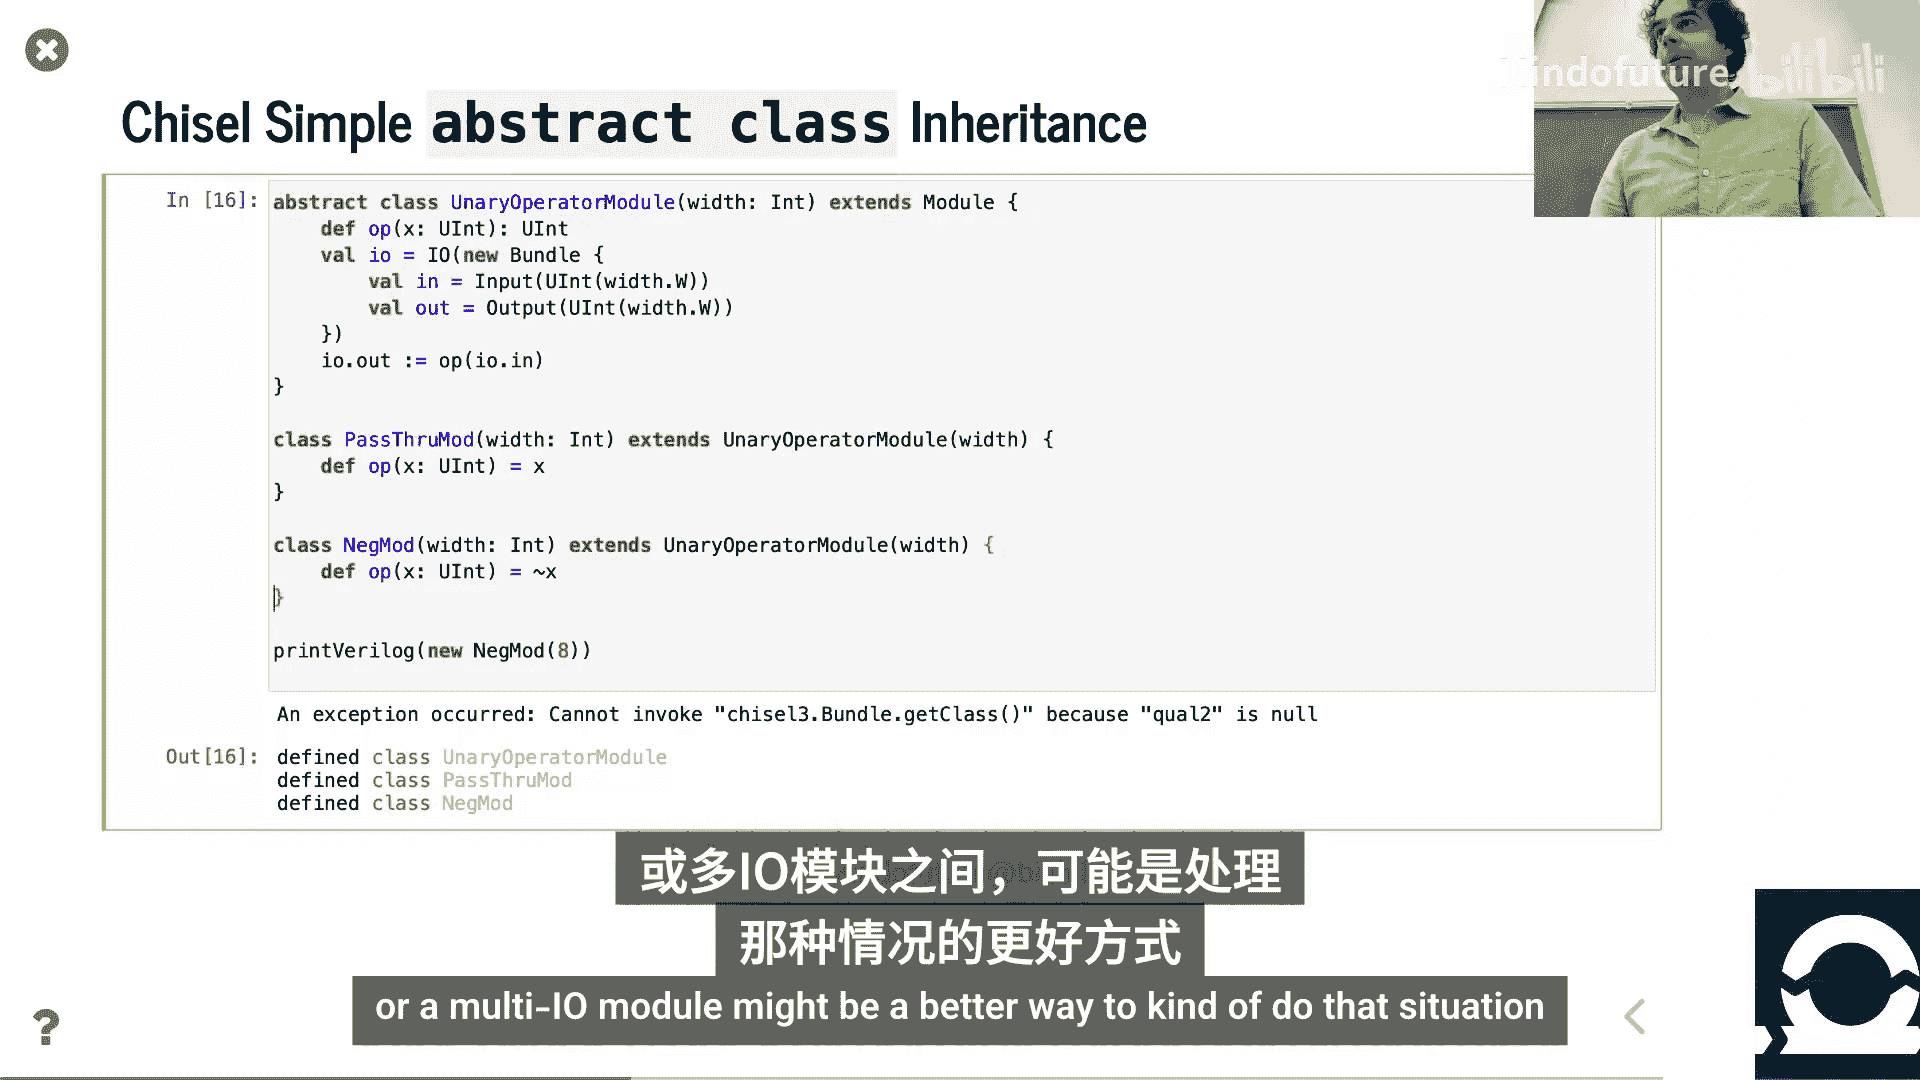 Chisel Simple abstract class Inheritance
In [16]:
abstract class UnaryOperatorModule(width: Int) extends Module {
    def op(x: UInt): UInt
    val io = IO(new Bundle {
        val in = Input(UInt(width.W))
        val out = Output(UInt(width.W))
    })
    io.out := op(io.in)
}
class PassThruMod(width: Int) extends UnaryOperatorModule(width) {
    def op(x: UInt) = x
}
class NegMod(width: Int) extends UnaryOperatorModule(width) {
    def op(x: UInt) = ~x
}
printVerilog(new NegMod(8))
An exception occurred: Cannot invoke "chisel3.Bundle.getClass()" because "qual2" is null
Out[16]:
defined class UnaryOperatorModule
defined class PassThruMod
defined class NegMod
或多IO模块之间，可能是处理
那种情况的更好方式
or a multi-IO module might be a better way to kind of do that situation
?
bilibili